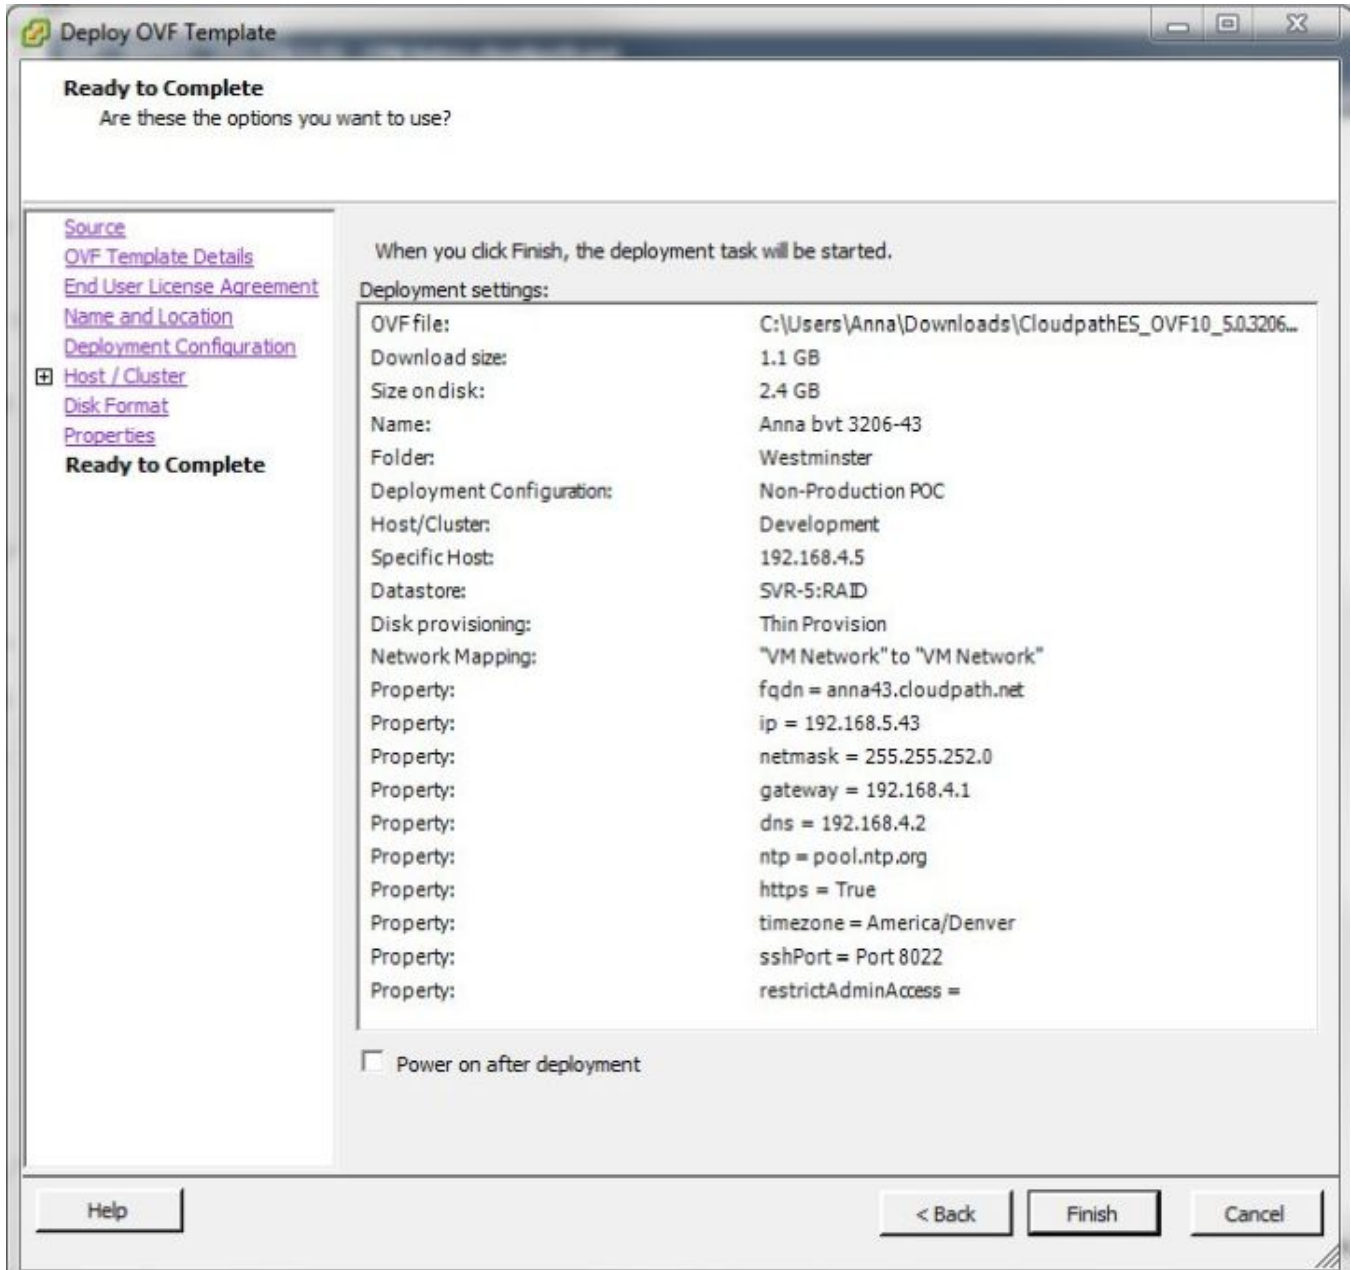 Deploy OVF Template
Ready to Complete
Are these the options you want to use?
Source
OVF Template Details
End User License Agreement
Name and Location
Deployment Configuration
Host / Cluster
Disk Format
Properties
Ready to Complete
When you click Finish, the deployment task will be started.
Deployment settings:
OVF file: C:\Users\Anna\Downloads\CloudpathES_OVF10_5.0.3206...
Download size: 1.1 GB
Size on disk: 2.4 GB
Name: Anna bvt 3206-43
Folder: Westminster
Deployment Configuration: Non-Production POC
Host/Cluster: Development
Specific Host: 192.168.4.5
Datastore: SVR-5:RAID
Disk provisioning: Thin Provision
Network Mapping: "VM Network" to "VM Network"
Property: fqdn = anna43.cloudpath.net
Property: ip = 192.168.5.43
Property: netmask = 255.255.252.0
Property: gateway = 192.168.4.1
Property: dns = 192.168.4.2
Property: ntp = pool.ntp.org
Property: https = True
Property: timezone = America/Denver
Property: sshPort = Port 8022
Property: restrictAdminAccess =
Power on after deployment
Help
< Back
Finish
Cancel